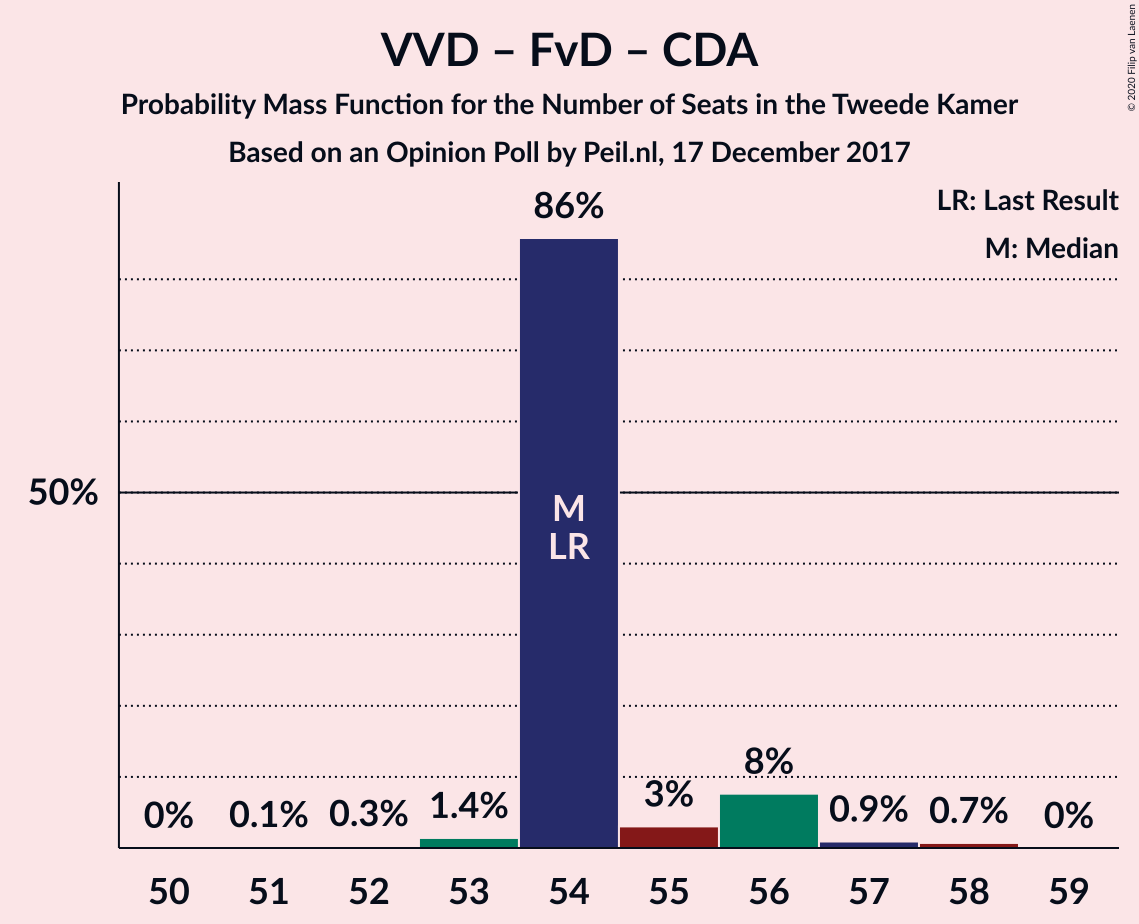 VVD – FvD – CDA
Probability Mass Function for the Number of Seats in the Tweede Kamer
Based on an Opinion Poll by Peil.nl, 17 December 2017
© 2020 Filip van Laenen
LR: Last Result
M: Median
50%
0%
0.1%
0.3%
1.4%
86%
3%
8%
0.9%
0.7%
0%
M
LR
50 51 52 53 54 55 56 57 58 59